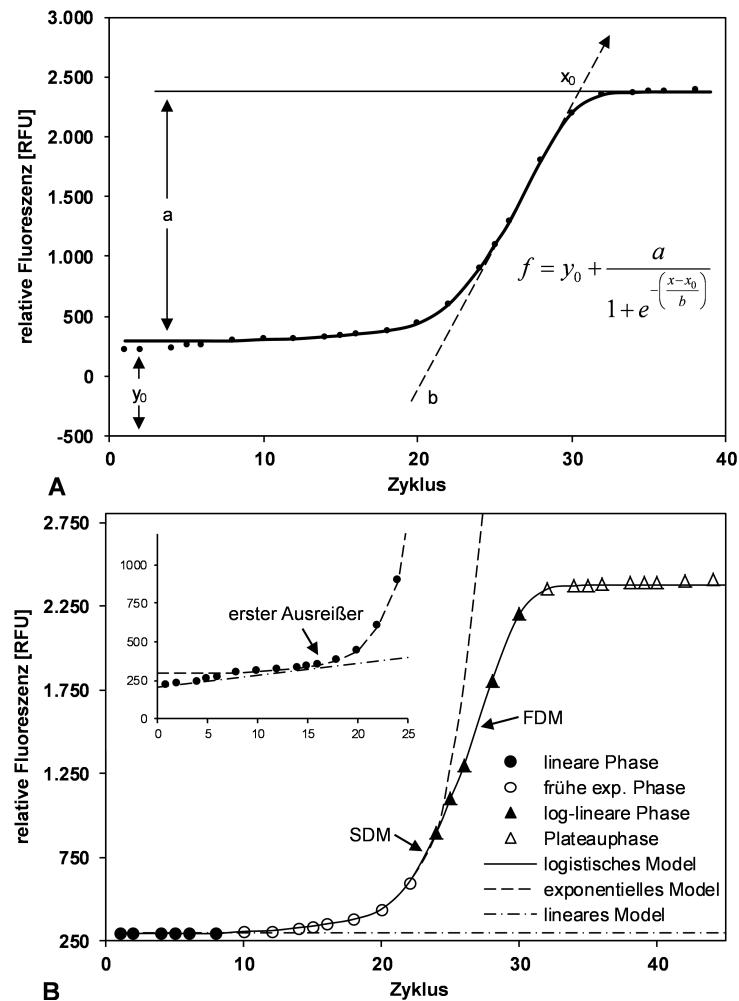 3.000
2.500
2.000
1.500
1.000
500
0
-500
relative Fluoreszenz [RFU]
a
y0
x0
b
f = y0 + a / (1 + e^-((x-x0)/b))
0 10 20 30 40
Zyklus
A
2.750
2.250
1.750
1.250
750
250
relative Fluoreszenz [RFU]
1000
750
500
250
0
0 5 10 15 20 25
erster Ausreißer
FDM
SDM
lineare Phase
frühe exp. Phase
log-lineare Phase
Plateauphase
logistisches Model
exponentielles Model
lineares Model
0 10 20 30 40
Zyklus
B